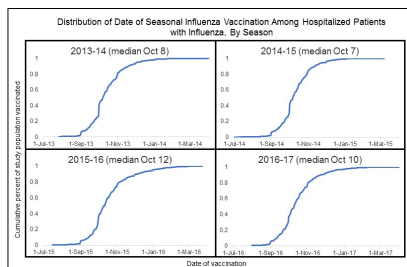 Distribution of Date of Seasonal Influenza Vaccination Among Hospitalized Patients
with Influenza, By Season
Cumulative percent of study population vaccinated
2013-14 (median Oct 8)
1
0.8
0.6
0.4
0.2
0
1-Jul-13 1-Sep-13 1-Nov-13 1-Jan-14 1-Mar-14
2014-15 (median Oct 7)
1
0.8
0.6
0.4
0.2
0
1-Jul-14 1-Sep-14 1-Nov-14 1-Jan-15 1-Mar-15
2015-16 (median Oct 12)
1
0.8
0.6
0.4
0.2
0
1-Jul-15 1-Sep-15 1-Nov-15 1-Jan-16 1-Mar-16
2016-17 (median Oct 10)
1
0.8
0.6
0.4
0.2
0
1-Jul-16 1-Sep-16 1-Nov-16 1-Jan-17 1-Mar-17
Date of vaccination